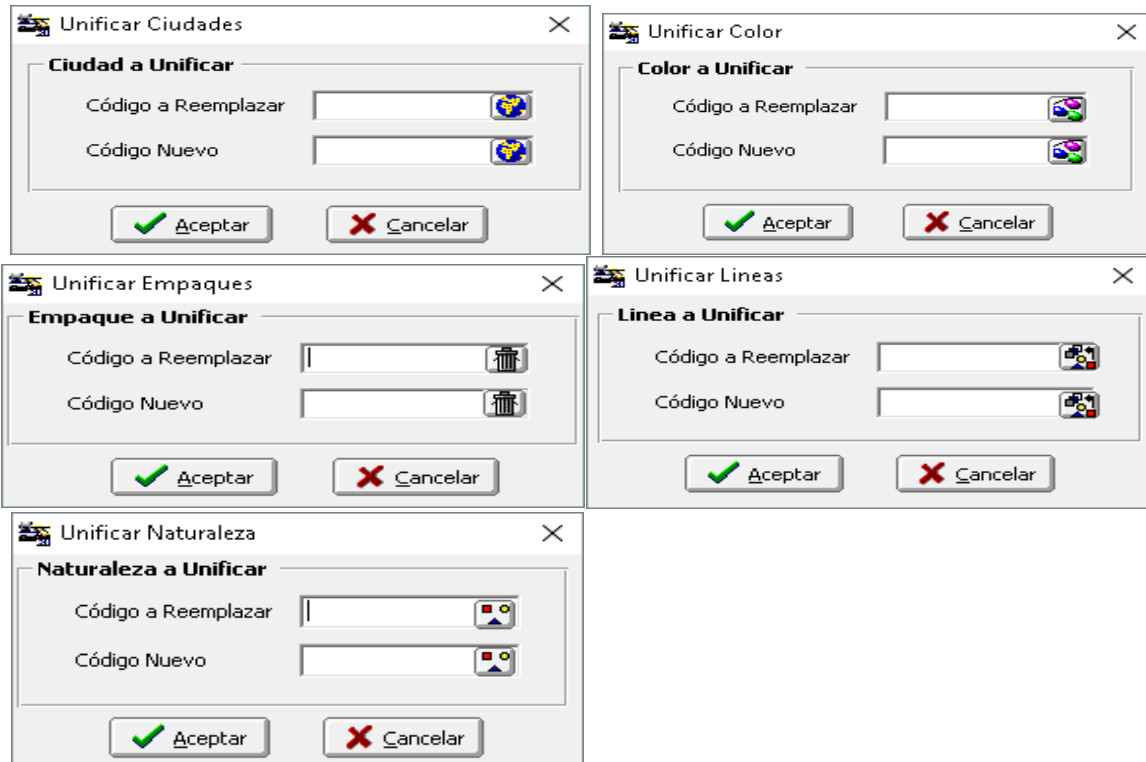 Unificar Ciudades
Ciudad a Unificar
Código a Reemplazar
Código Nuevo
Aceptar
Cancelar
Unificar Color
Color a Unificar
Código a Reemplazar
Código Nuevo
Aceptar
Cancelar
Unificar Empaques
Empaque a Unificar
Código a Reemplazar
Código Nuevo
Aceptar
Cancelar
Unificar Lineas
Linea a Unificar
Código a Reemplazar
Código Nuevo
Aceptar
Cancelar
Unificar Naturaleza
Naturaleza a Unificar
Código a Reemplazar
Código Nuevo
Aceptar
Cancelar